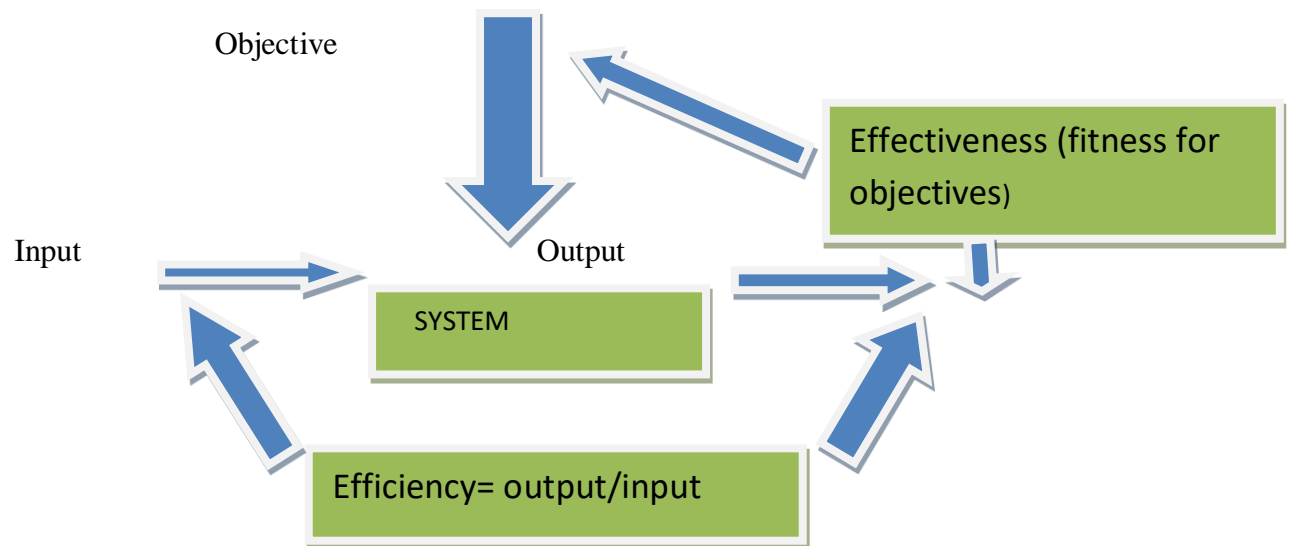 Objective
Effectiveness (fitness for
objectives)
Input
Output
SYSTEM
Efficiency= output/input